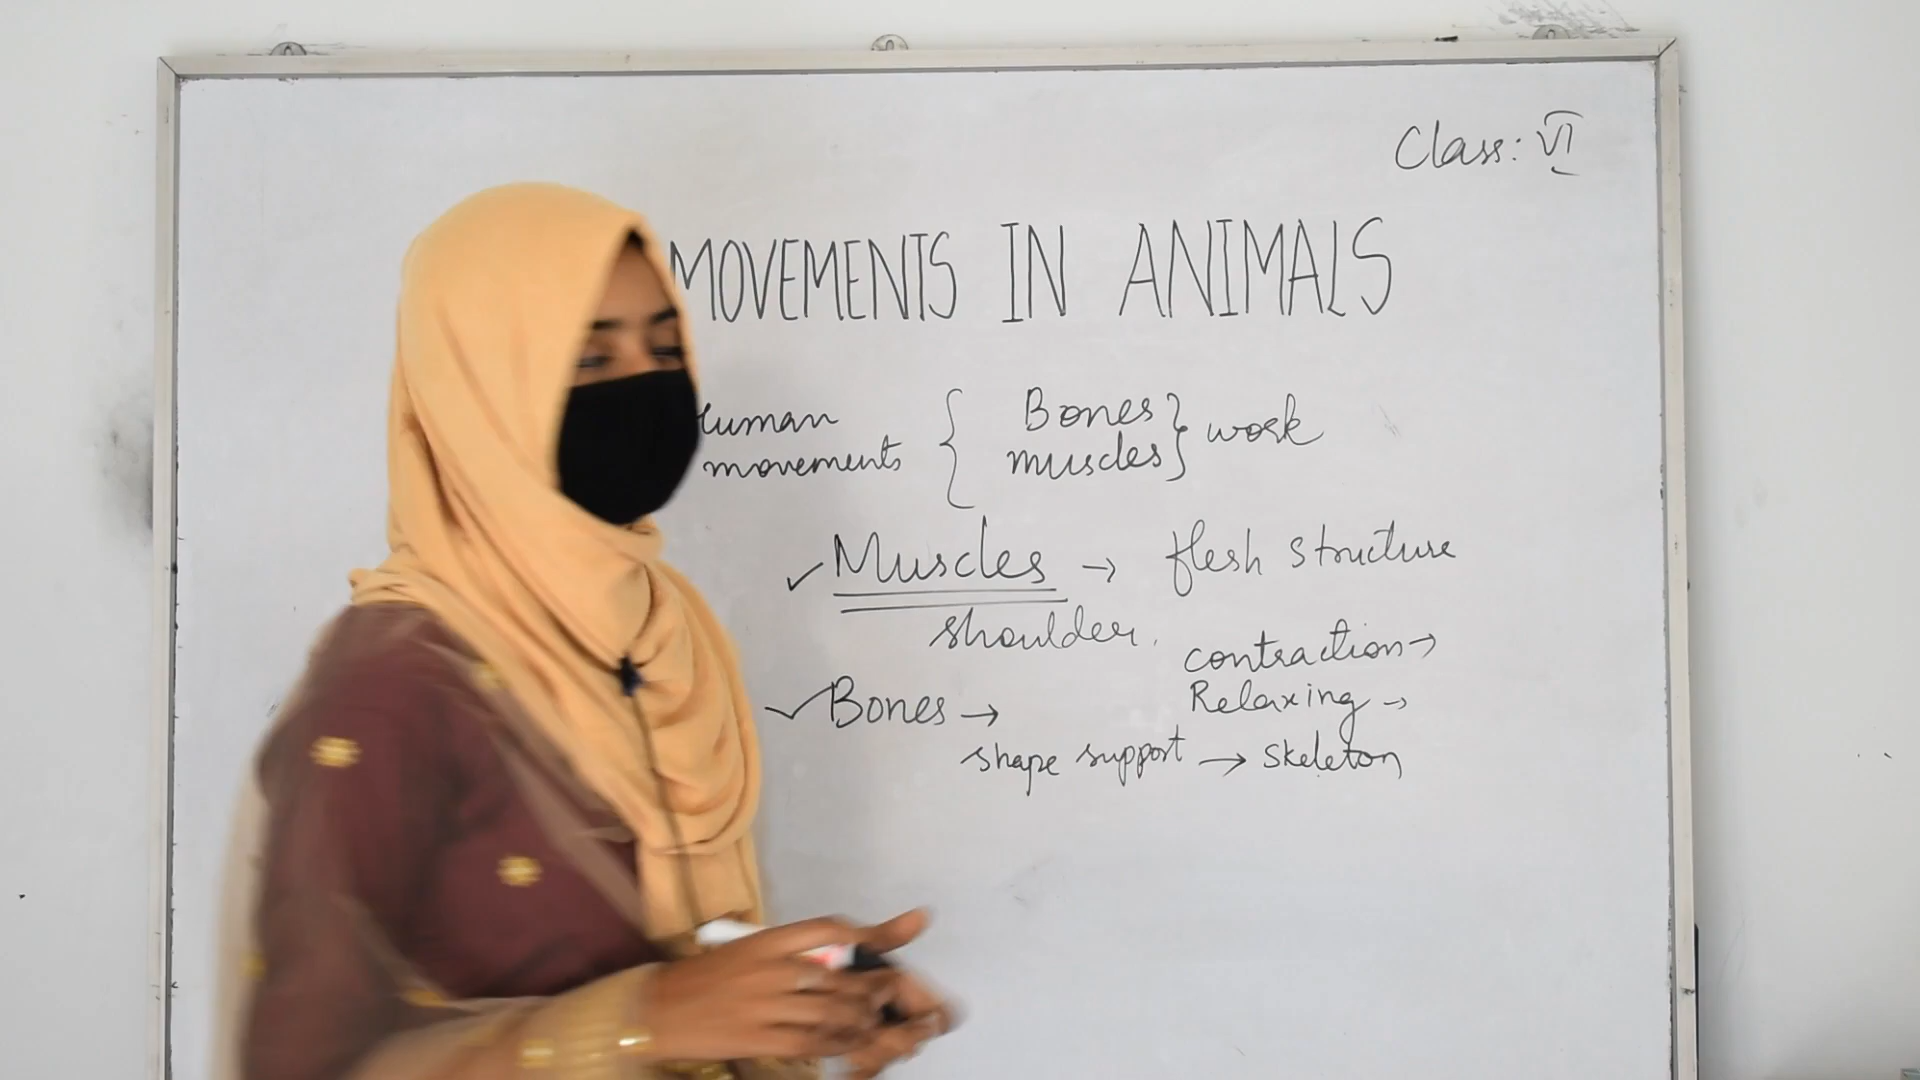 Class: VI
MOVEMENTS IN ANIMALS
Human movements { Bones muscles } work
✓ Muscles → flesh structure
shoulder.
contraction →
✓ Bones → Relaxing →
shape support → skeleton